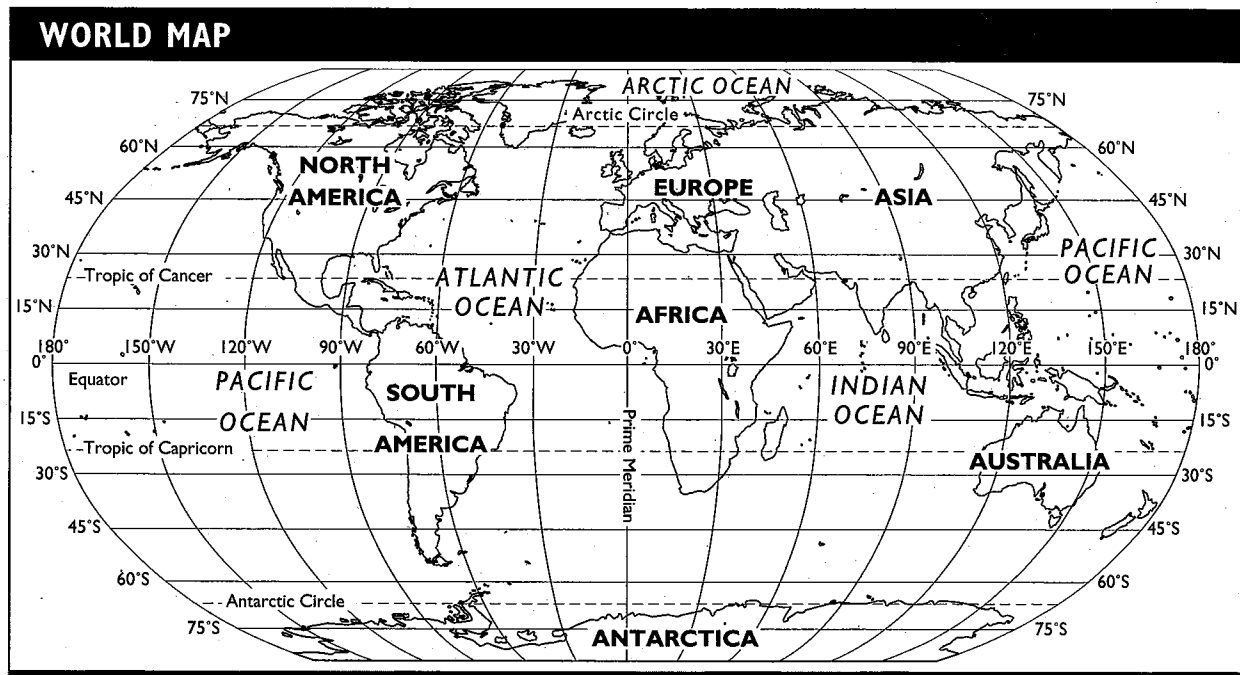 WORLD MAP
ARCTIC OCEAN
75°N
75°N
Arctic Circle
60°N
60°N
NORTH
AMERICA
EUROPE
ASIA
45°N
45°N
30°N
30°N
PACIFIC
OCEAN
Tropic of Cancer
ATLANTIC
OCEAN
15°N
15°N
AFRICA
180°
150°W
120°W
90°W
60°W
30°W
0°
30°E
60°E
90°E
120°E
150°E
180°
0°
0°
Equator
PACIFIC
OCEAN
SOUTH
AMERICA
INDIAN
OCEAN
Prime Meridian
15°S
15°S
Tropic of Capricorn
AUSTRALIA
30°S
30°S
45°S
45°S
60°S
60°S
Antarctic Circle
75°S
75°S
ANTARCTICA